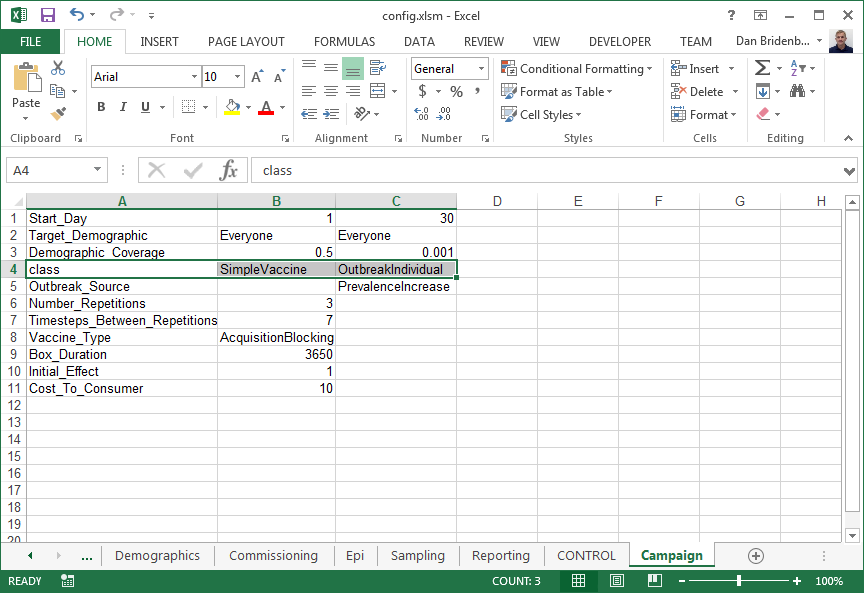 config.xlsm - Excel
?
FILE HOME INSERT PAGE LAYOUT FORMULAS DATA REVIEW VIEW DEVELOPER TEAM Dan Bridenb...
Arial 10 A A General Conditional Formatting Insert Σ A Z
Paste Format as Table Delete
B I U A $ % , Cell Styles Format
.00 .0
Clipboard Font Alignment Number Styles Cells Editing
A4 fx class
A B C D E F G H
1 Start_Day 1 30
2 Target_Demographic Everyone Everyone
3 Demographic_Coverage 0.5 0.001
4 class SimpleVaccine OutbreakIndividual
5 Outbreak_Source PrevalenceIncrease
6 Number_Repetitions 3
7 Timesteps_Between_Repetitions 7
8 Vaccine_Type AcquisitionBlocking
9 Box_Duration 3650
10 Initial_Effect 1
11 Cost_To_Consumer 10
12
13
14
15
16
17
18
19
20
... Demographics Commissioning Epi Sampling Reporting CONTROL Campaign
READY COUNT: 3 100%